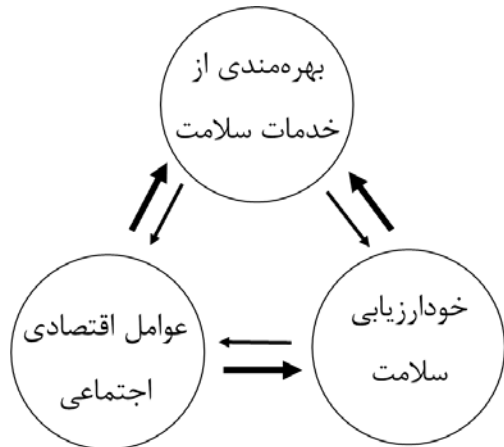 بهره‌مندی از
خدمات سلامت
خودارزیابی
سلامت
عوامل اقتصادی
اجتماعی